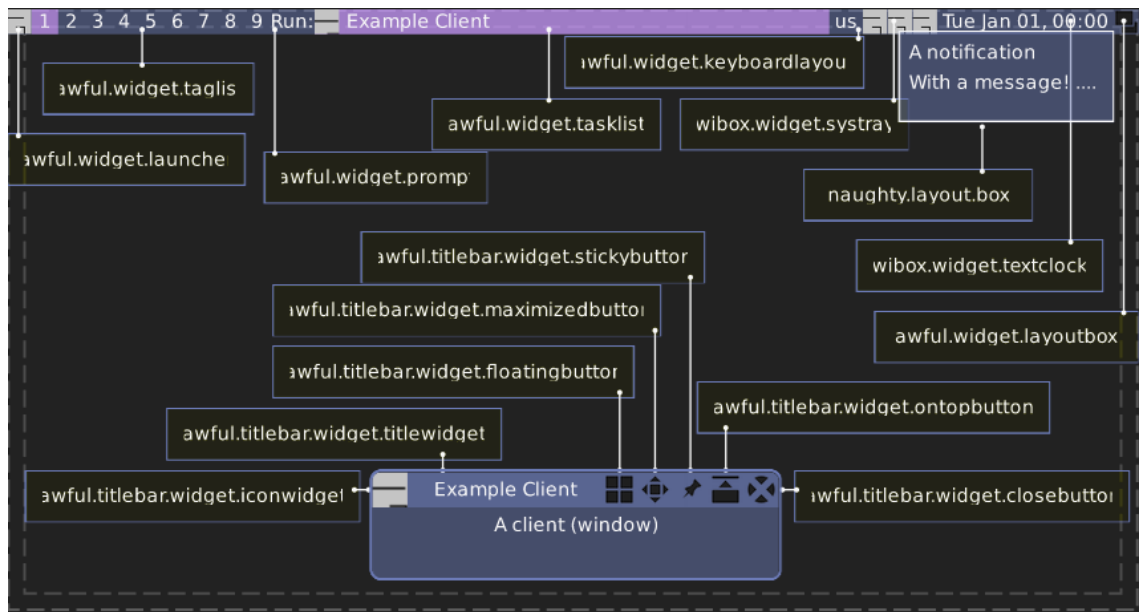 1 2 3 4 5 6 7 8 9 Run: Example Client us Tue Jan 01, 00:00
A notification
With a message! ....
awful.widget.keyboardlayou
awful.widget.taglis
awful.widget.tasklist
wibox.widget.systray
awful.widget.launche
awful.widget.promp
naughty.layout.box
awful.titlebar.widget.stickybutton
wibox.widget.textclock
awful.titlebar.widget.maximizedbutton
awful.widget.layoutbox
awful.titlebar.widget.floatingbutton
awful.titlebar.widget.ontopbutton
awful.titlebar.widget.titlewidget
awful.titlebar.widget.iconwidget
Example Client
awful.titlebar.widget.closebutton
A client (window)